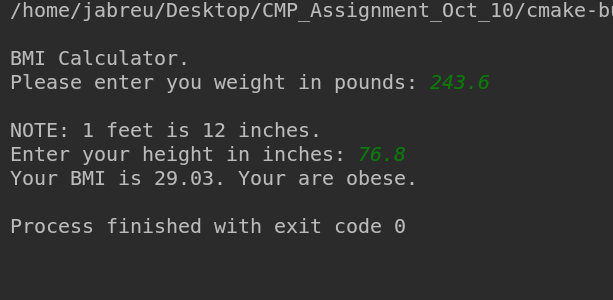 /home/jabreu/Desktop/CMP_Assignment_Oct_10/cmake-bu
BMI Calculator.
Please enter you weight in pounds: 243.6
NOTE: 1 feet is 12 inches.
Enter your height in inches: 76.8
Your BMI is 29.03. Your are obese.
Process finished with exit code 0